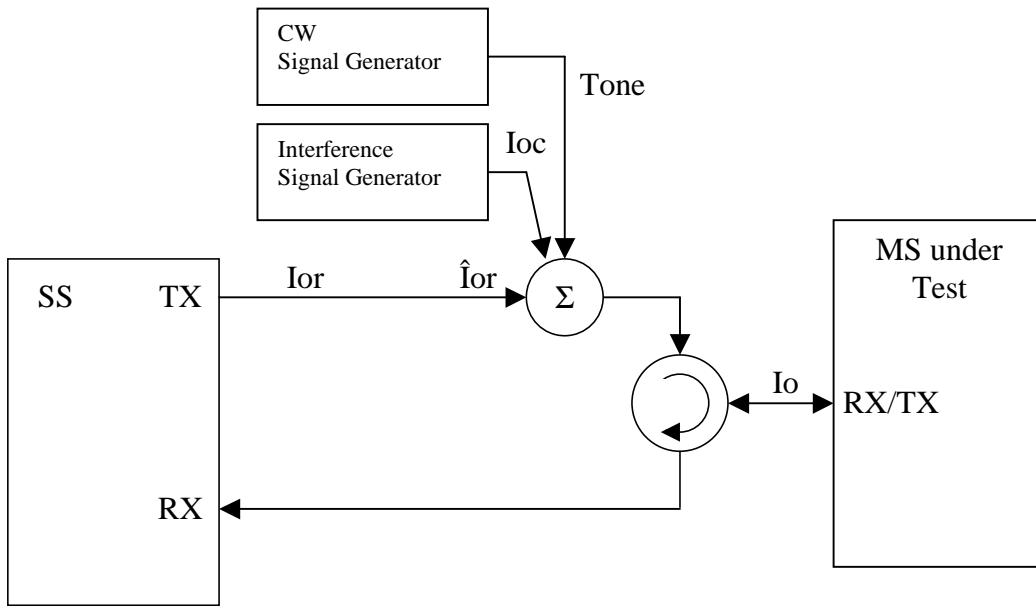 CW
Signal Generator
Tone
Interference
Signal Generator
Ioc
MS under
Test
SS
TX
Ior
Îor
Σ
Io
RX/TX
RX